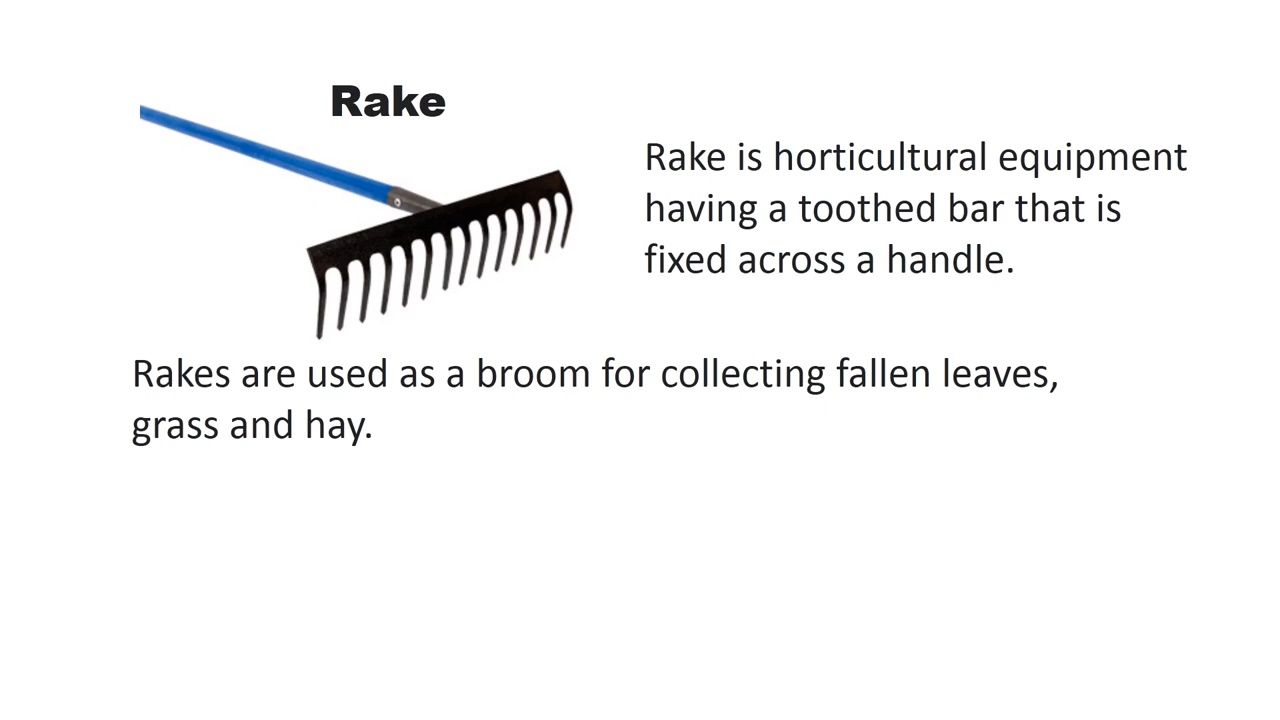 Rake
Rake is horticultural equipment
having a toothed bar that is
fixed across a handle.
Rakes are used as a broom for collecting fallen leaves,
grass and hay.